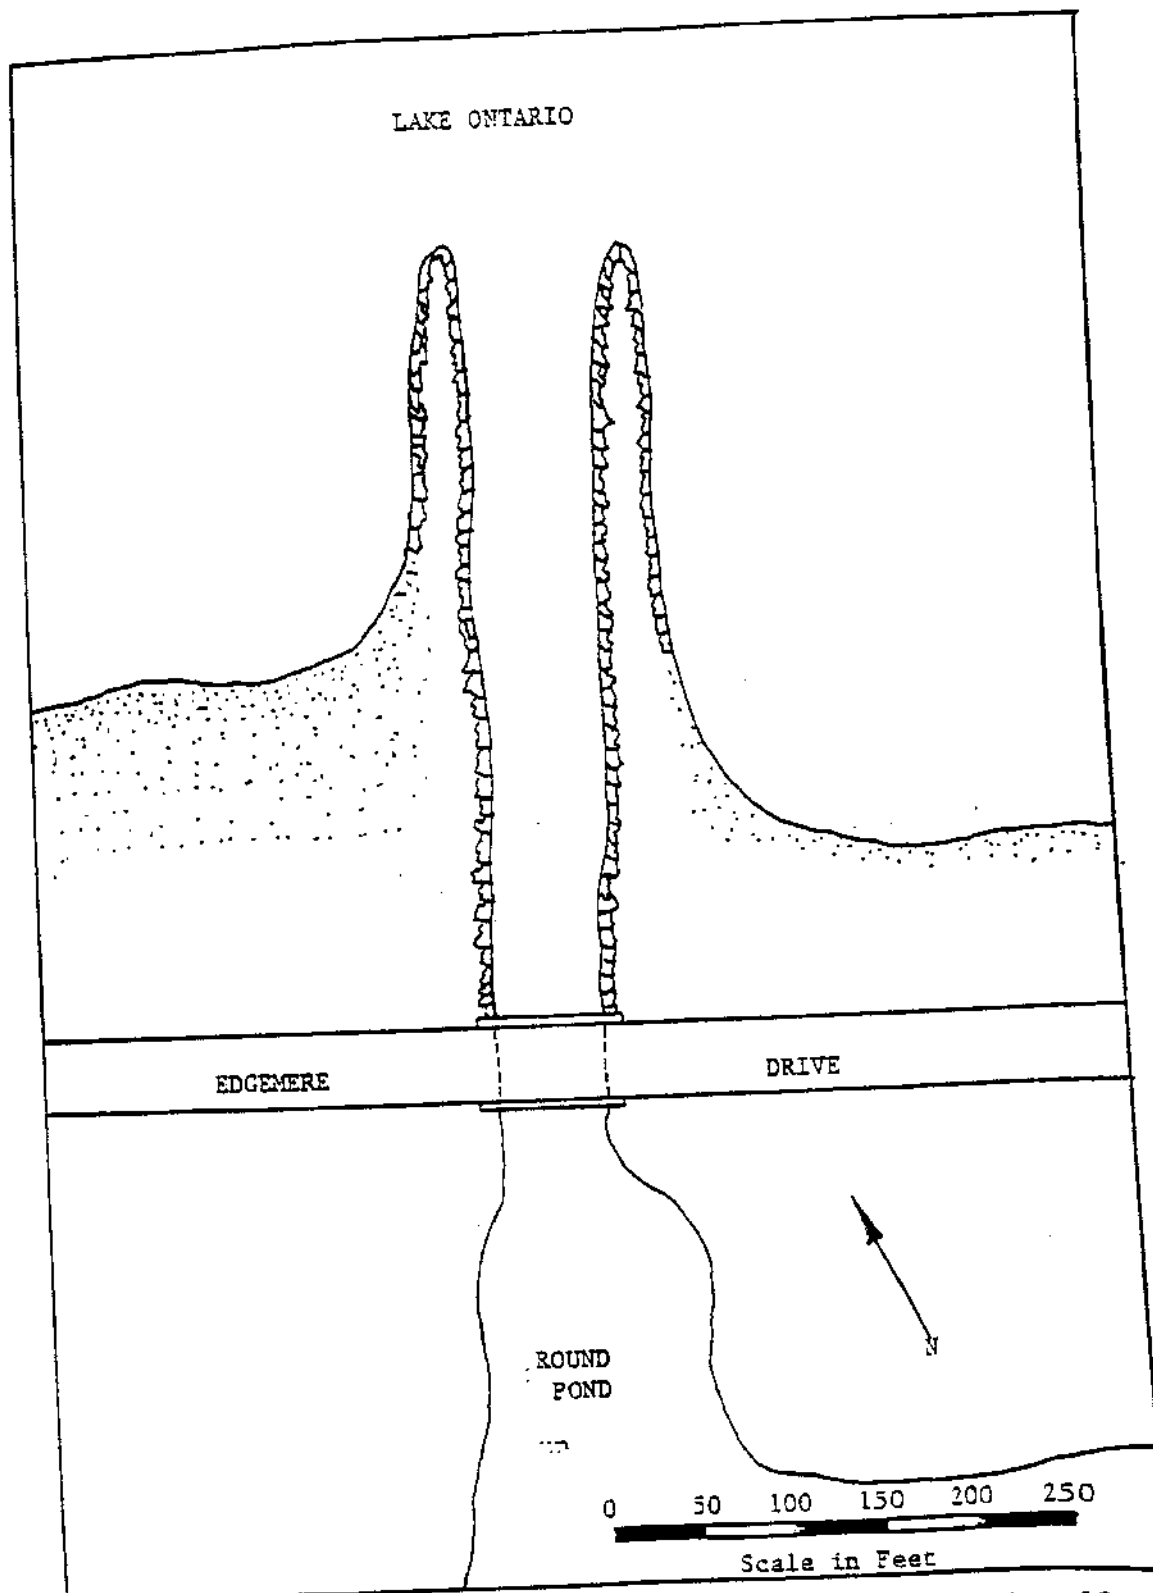 LAKE ONTARIO
EDGEMERE DRIVE
N
ROUND
POND
0 50 100 150 200 250
Scale in Feet